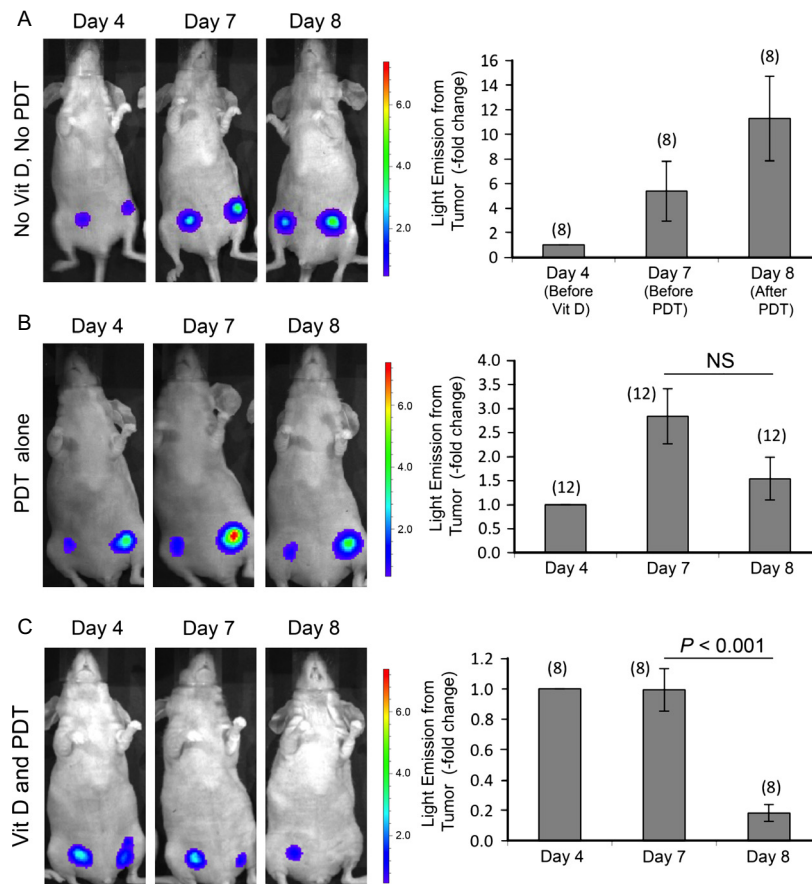 A
Day 4
Day 7
Day 8
No Vit D, No PDT
6.0
4.0
2.0
Light Emission from
Tumor (-fold change)
16
14
12
10
8
6
4
2
0
(8)
(8)
(8)
Day 4
(Before
Vit D)
Day 7
(Before
PDT)
Day 8
(After
PDT)
B
Day 4
Day 7
Day 8
PDT alone
6.0
4.0
2.0
Light Emission from
Tumor (-fold change)
4.0
3.5
3.0
2.5
2.0
1.5
1.0
0.5
0.0
NS
(12)
(12)
(12)
Day 4
Day 7
Day 8
C
Day 4
Day 7
Day 8
Vit D and PDT
6.0
4.0
2.0
Light Emission from
Tumor (-fold change)
1.2
1.0
0.8
0.6
0.4
0.2
0.0
P < 0.001
(8)
(8)
(8)
Day 4
Day 7
Day 8